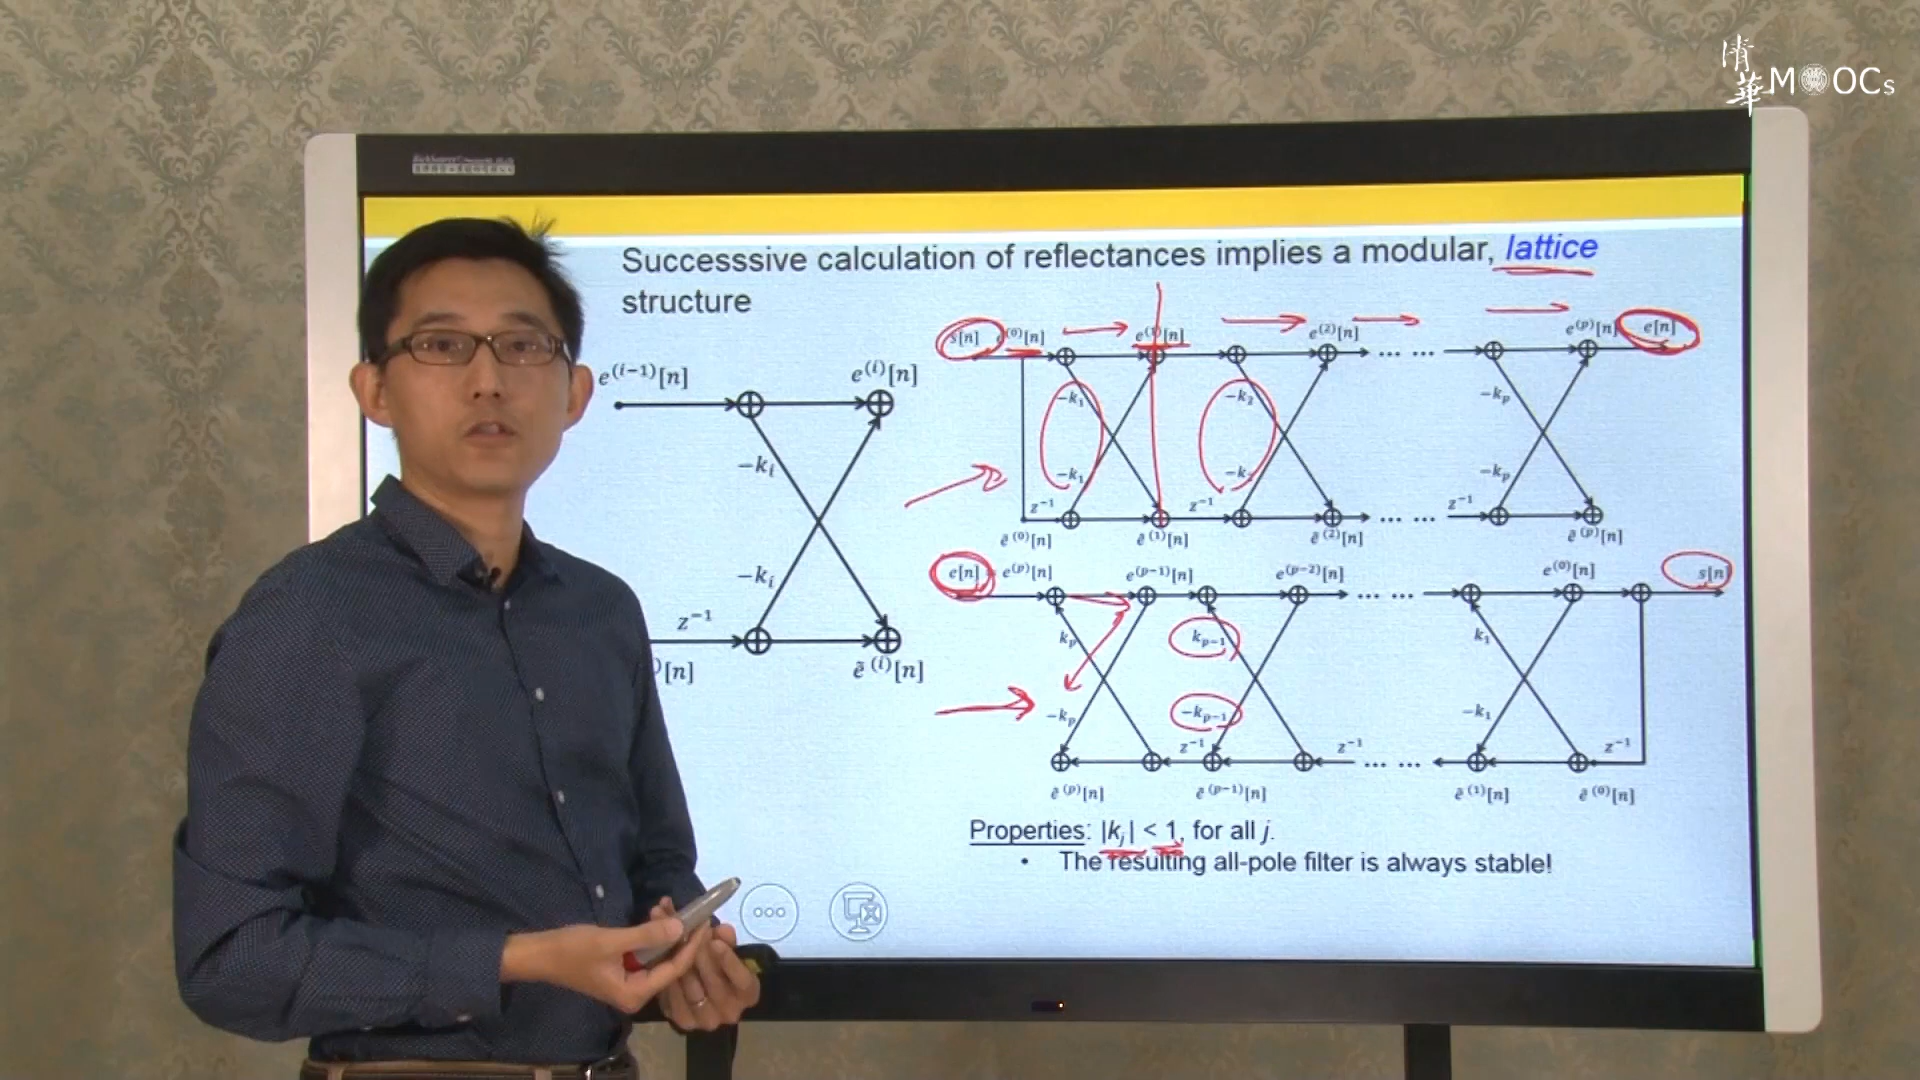 清華MOOCs
Successsive calculation of reflectances implies a modular, lattice
structure
e^{(i-1)}[n] e^{(i)}[n]
-k_i
-k_i
z^{-1}
)[n] ẽ^{(i)}[n]
s[n] e^{(0)}[n] e^{(1)}[n] e^{(2)}[n] e^{(p)}[n] e[n]
-k_1 -k_2 -k_p
... ...
-k_1 -k_2 -k_p
z^{-1} z^{-1} z^{-1}
... ...
ẽ^{(0)}[n] ẽ^{(1)}[n] ẽ^{(2)}[n] ẽ^{(p)}[n]
e[n] e^{(p)}[n] e^{(p-1)}[n] e^{(p-2)}[n] e^{(0)}[n] s[n]
... ...
k_p k_{p-1} k_1
-k_p -k_{p-1} -k_1
z^{-1} z^{-1} z^{-1}
... ...
ẽ^{(p)}[n] ẽ^{(p-1)}[n] ẽ^{(1)}[n] ẽ^{(0)}[n]
Properties: |k_j| < 1, for all j.
• The resulting all-pole filter is always stable!